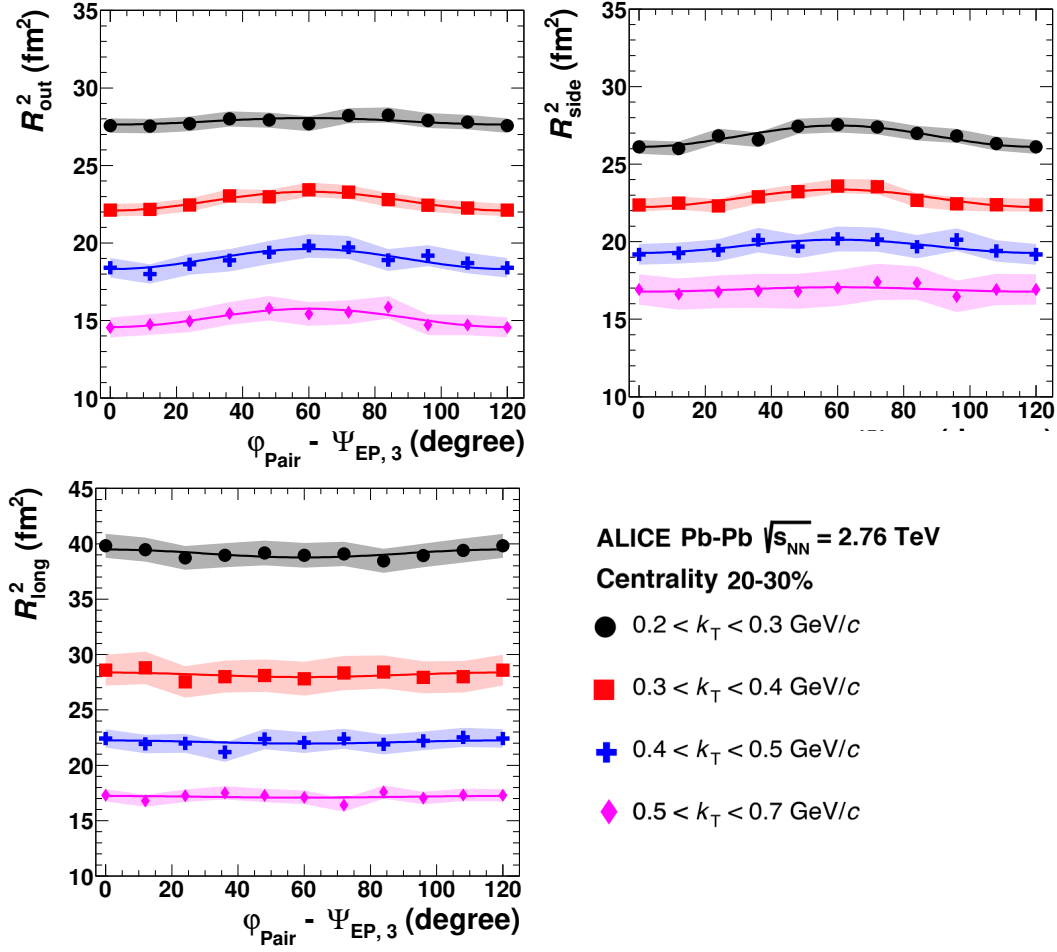 R²out (fm²)
35
30
25
20
15
10
0 20 40 60 80 100 120
φPair - ΨEP, 3 (degree)
R²side (fm²)
35
30
25
20
15
10
0 20 40 60 80 100 120
R²long (fm²)
45
40
35
30
25
20
15
10
0 20 40 60 80 100 120
φPair - ΨEP, 3 (degree)
ALICE Pb-Pb √sNN = 2.76 TeV
Centrality 20-30%
0.2 < kT < 0.3 GeV/c
0.3 < kT < 0.4 GeV/c
0.4 < kT < 0.5 GeV/c
0.5 < kT < 0.7 GeV/c